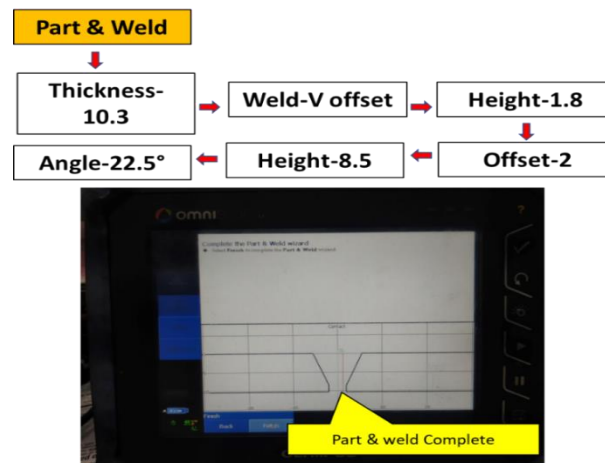 Part & Weld
Thickness-
10.3
Weld-V offset
Height-1.8
Offset-2
Height-8.5
Angle-22.5°
omni
Complete the Part & Weld wizard
Finish
Back
Part & weld Complete